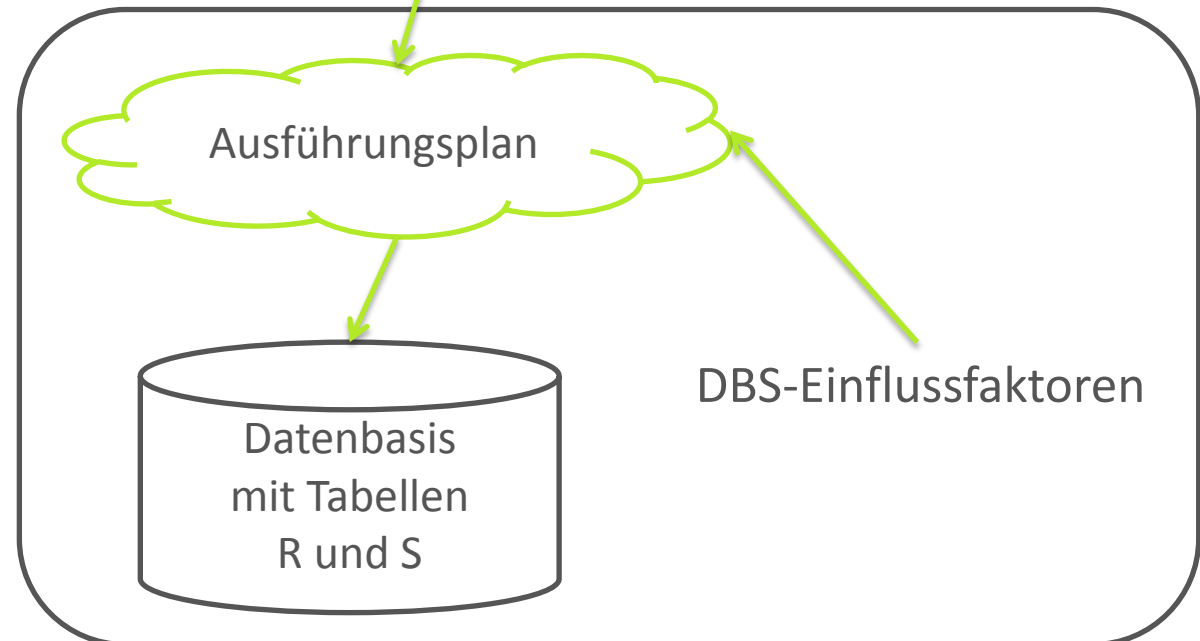 Ausführungsplan
DBS-Einflussfaktoren
Datenbasis
mit Tabellen
R und S